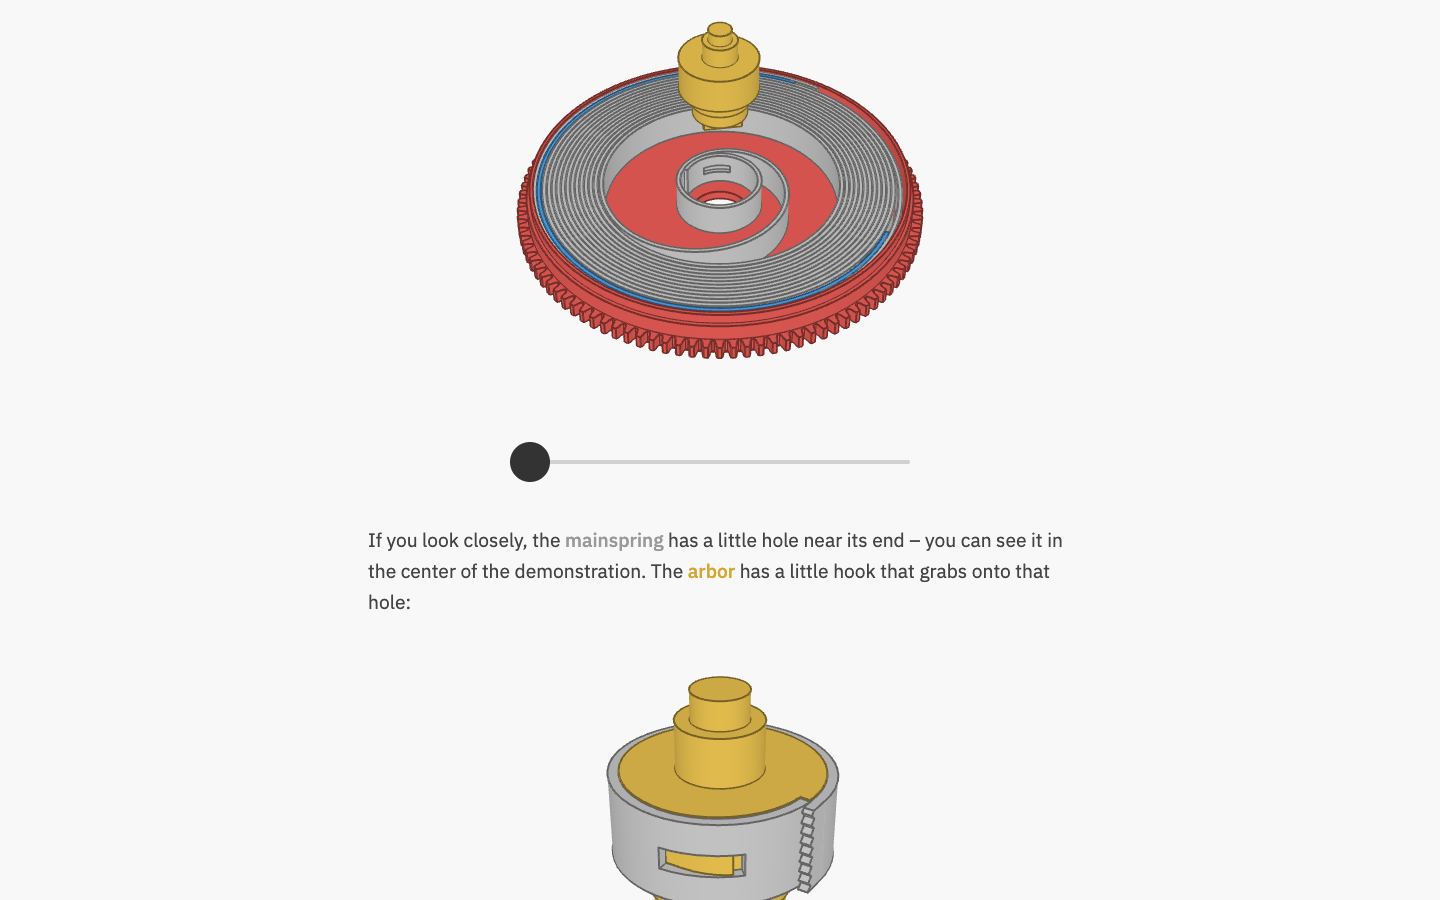 If you look closely, the mainspring has a little hole near its end – you can see it in
the center of the demonstration. The arbor has a little hook that grabs onto that
hole: